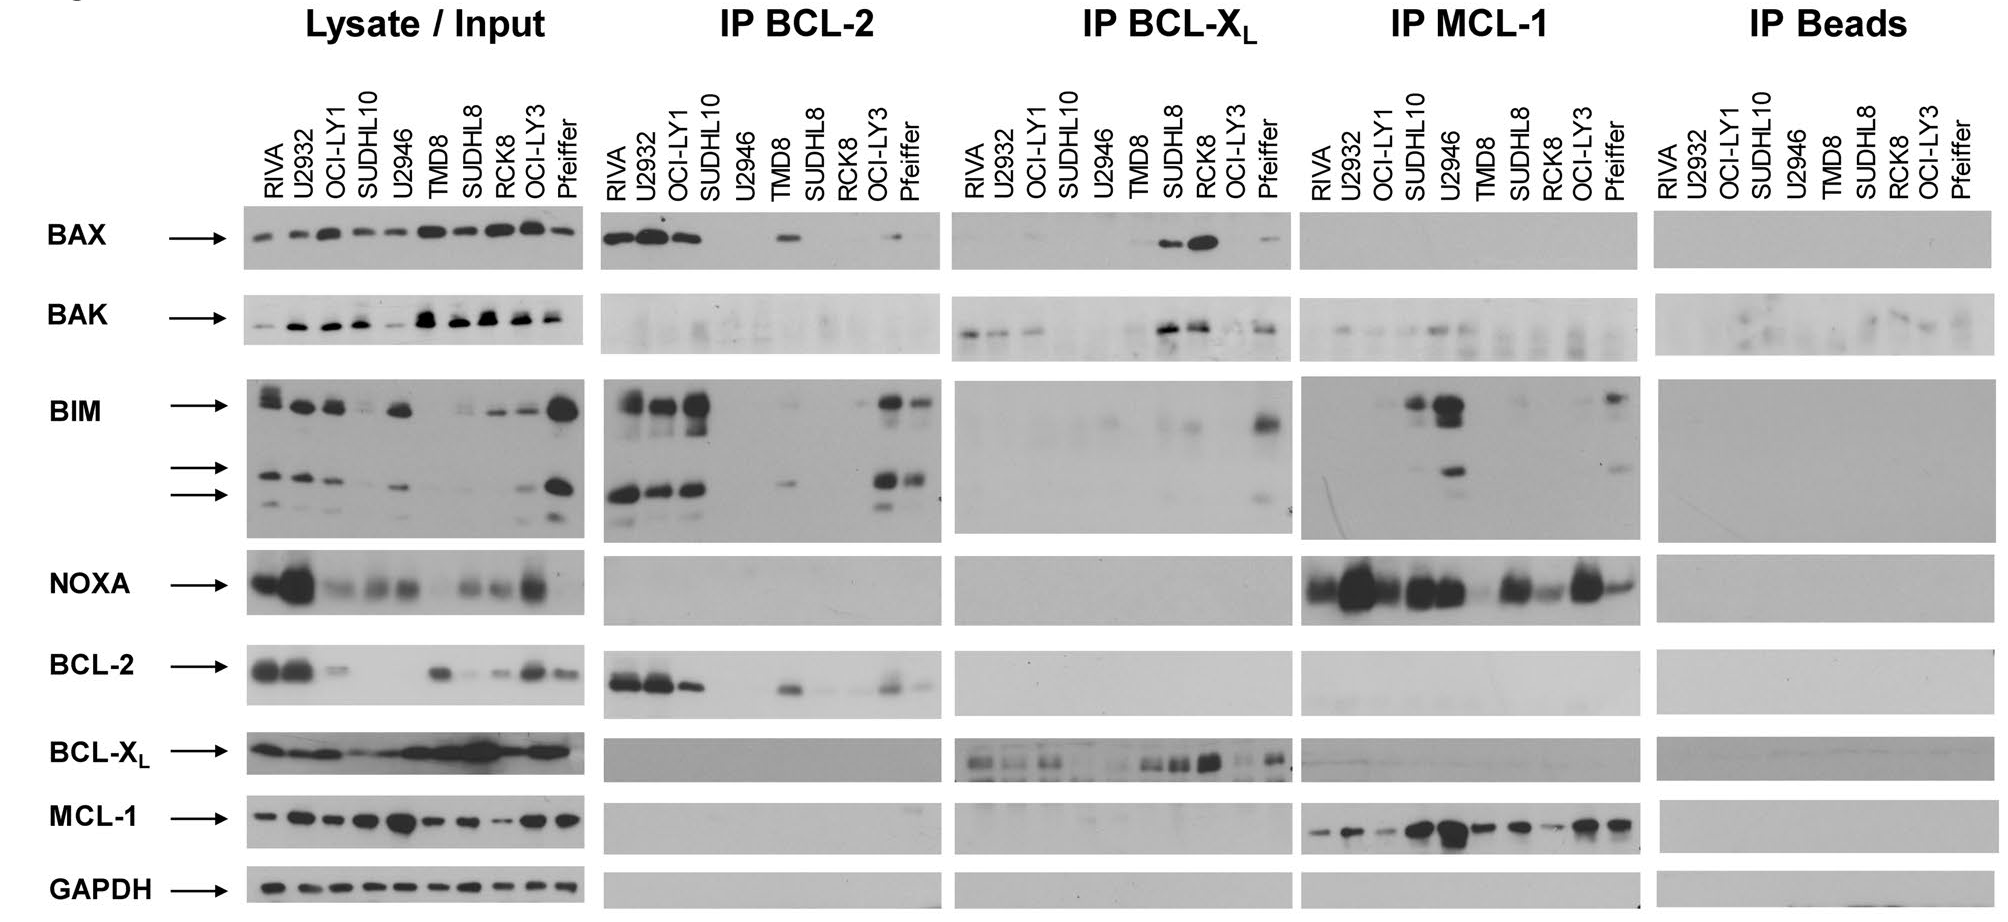 Lysate / Input IP BCL-2 IP BCL-XL IP MCL-1 IP Beads
RIVA U2932 OCI-LY1 SUDHL10 U2946 TMD8 SUDHL8 RCK8 OCI-LY3 Pfeiffer RIVA U2932 OCI-LY1 SUDHL10 U2946 TMD8 SUDHL8 RCK8 OCI-LY3 Pfeiffer RIVA U2932 OCI-LY1 SUDHL10 U2946 TMD8 SUDHL8 RCK8 OCI-LY3 Pfeiffer RIVA U2932 OCI-LY1 SUDHL10 U2946 TMD8 SUDHL8 RCK8 OCI-LY3 Pfeiffer RIVA U2932 OCI-LY1 SUDHL10 U2946 TMD8 SUDHL8 RCK8 OCI-LY3 Pfeiffer
BAX
BAK
BIM
NOXA
BCL-2
BCL-XL
MCL-1
GAPDH